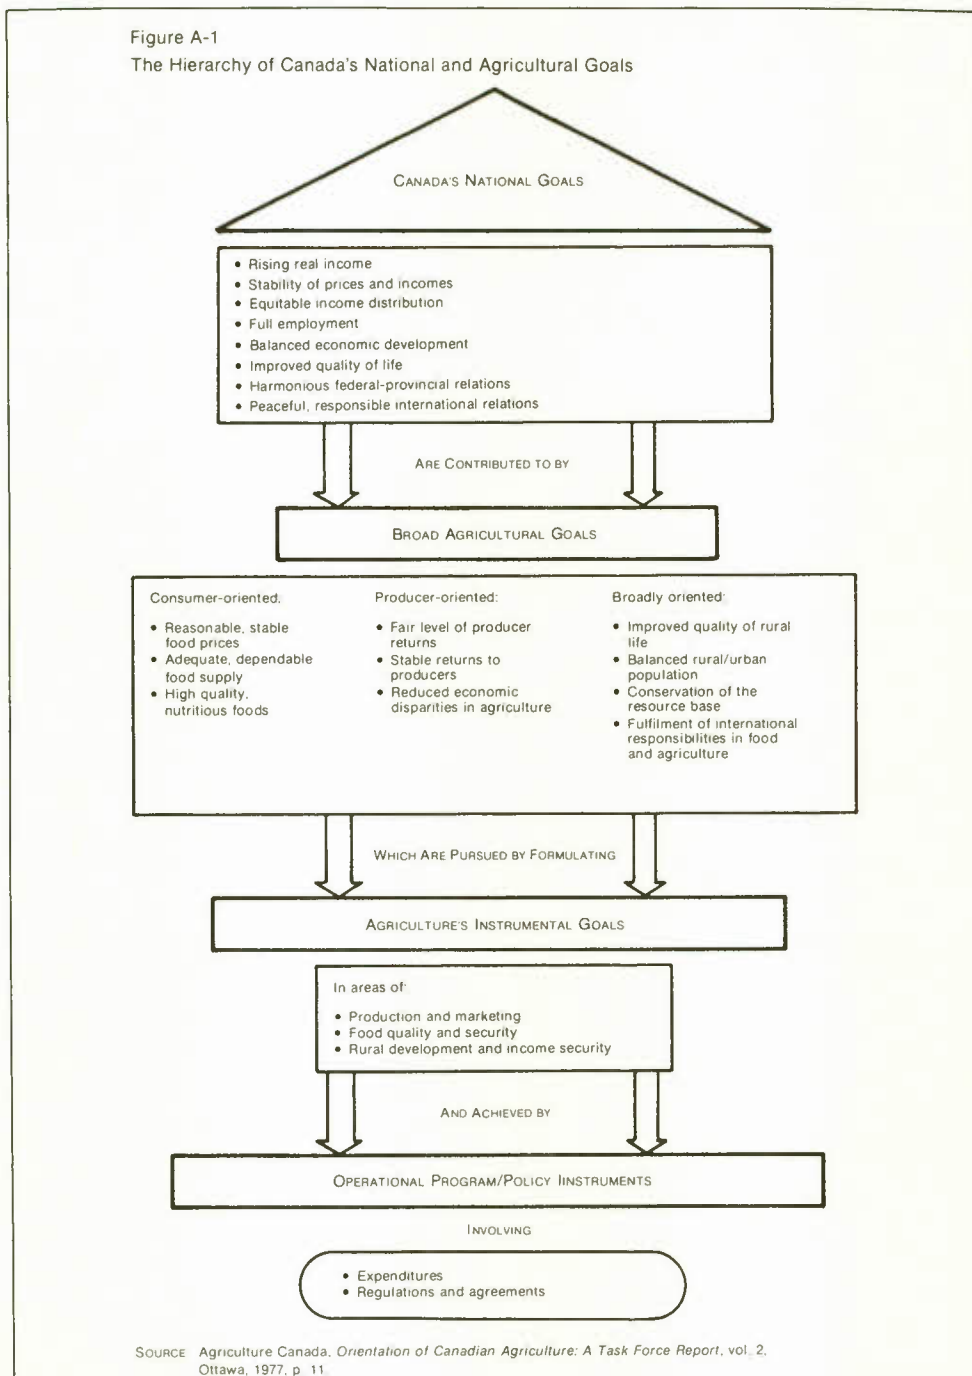 Figure A-1
The Hierarchy of Canada's National and Agricultural Goals
CANADA'S NATIONAL GOALS
• Rising real income
• Stability of prices and incomes
• Equitable income distribution
• Full employment
• Balanced economic development
• Improved quality of life
• Harmonious federal-provincial relations
• Peaceful, responsible international relations
ARE CONTRIBUTED TO BY
BROAD AGRICULTURAL GOALS
Consumer-oriented:
• Reasonable, stable
food prices
• Adequate, dependable
food supply
• High quality,
nutritious foods
Producer-oriented:
• Fair level of producer
returns
• Stable returns to
producers
• Reduced economic
disparities in agriculture
Broadly oriented:
• Improved quality of rural
life
• Balanced rural/urban
population
• Conservation of the
resource base
• Fulfilment of international
responsibilities in food
and agriculture
WHICH ARE PURSUED BY FORMULATING
AGRICULTURE'S INSTRUMENTAL GOALS
In areas of:
• Production and marketing
• Food quality and security
• Rural development and income security
AND ACHIEVED BY
OPERATIONAL PROGRAM/POLICY IINSTRUMENTS
INVOLVING
• Expenditures
• Regulations and agreements
SOURCE Agriculture Canada, Orientation of Canadian Agriculture: A Task Force Report, vol. 2,
Ottawa, 1977, p. 11